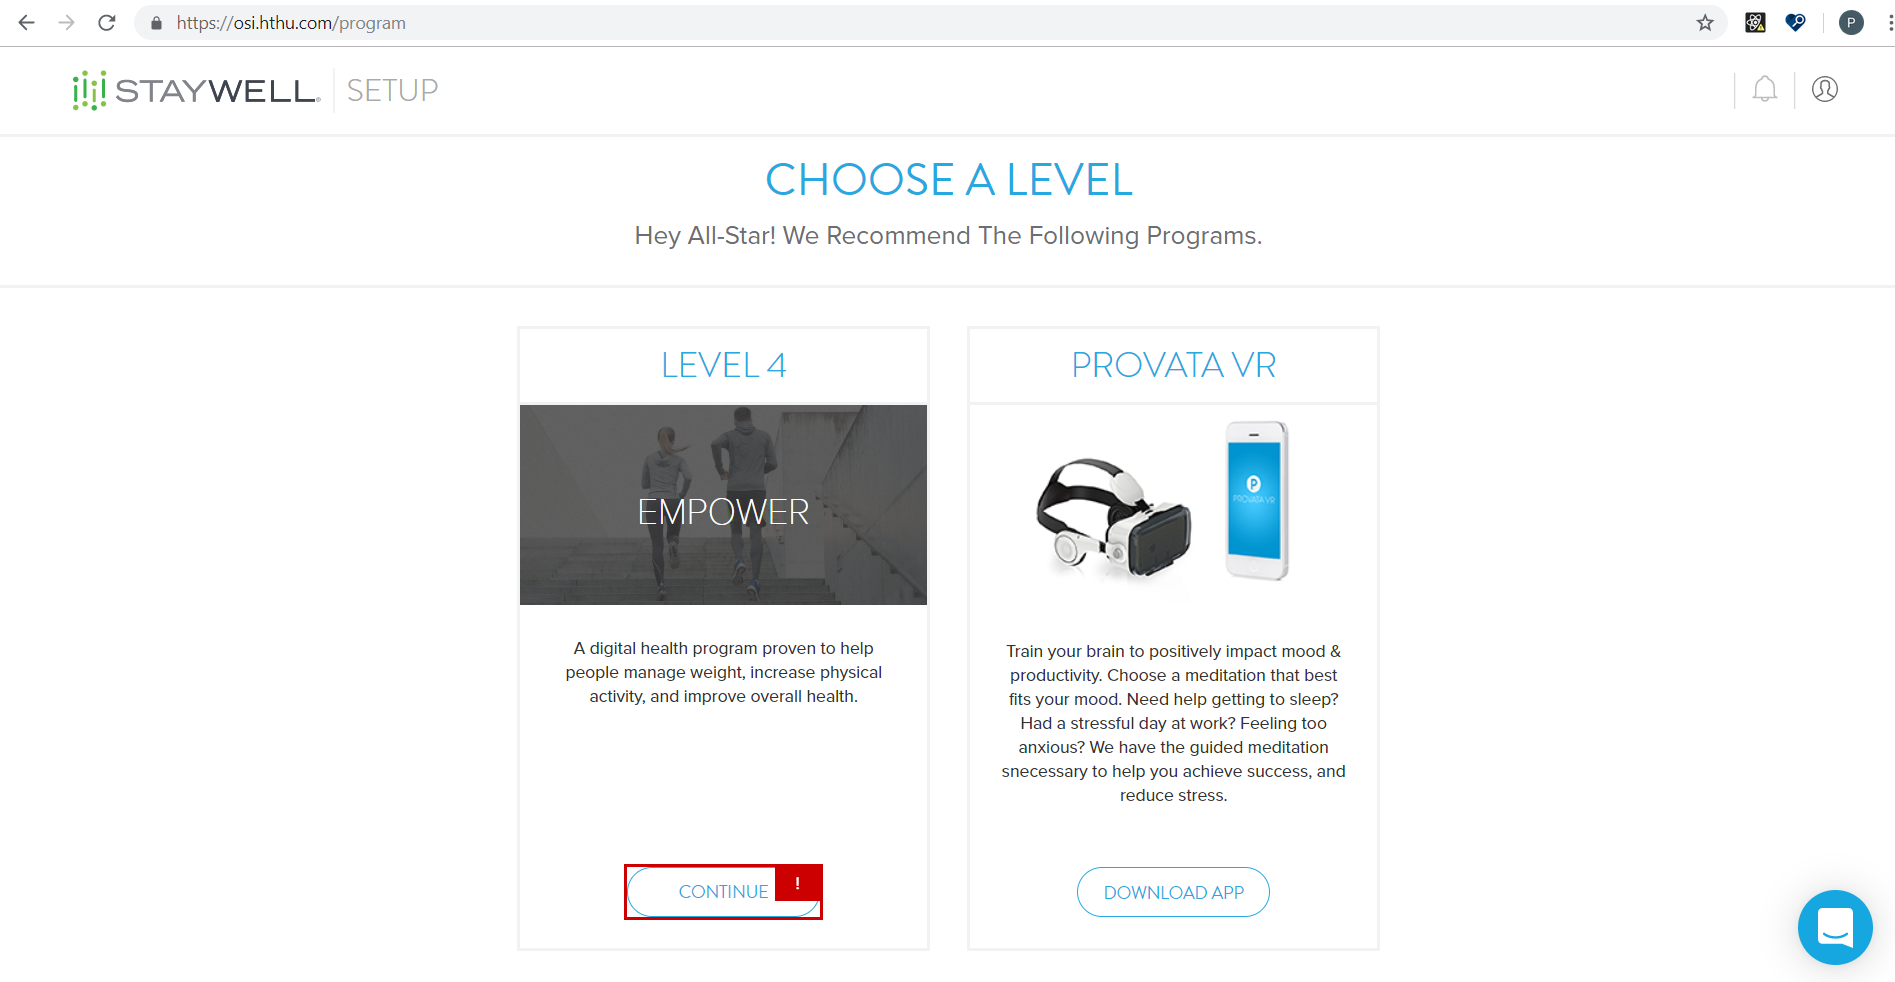 https://osi.hthu.com/program
P
STAYWELL® SETUP
CHOOSE A LEVEL
Hey All-Star! We Recommend The Following Programs.
LEVEL 4
EMPOWER
A digital health program proven to help
people manage weight, increase physical
activity, and improve overall health.
CONTINUE !
PROVATA VR
P
PROVATA VR
Train your brain to positively impact mood &
productivity. Choose a meditation that best
fits your mood. Need help getting to sleep?
Had a stressful day at work? Feeling too
anxious? We have the guided meditation
snecessary to help you achieve success, and
reduce stress.
DOWNLOAD APP